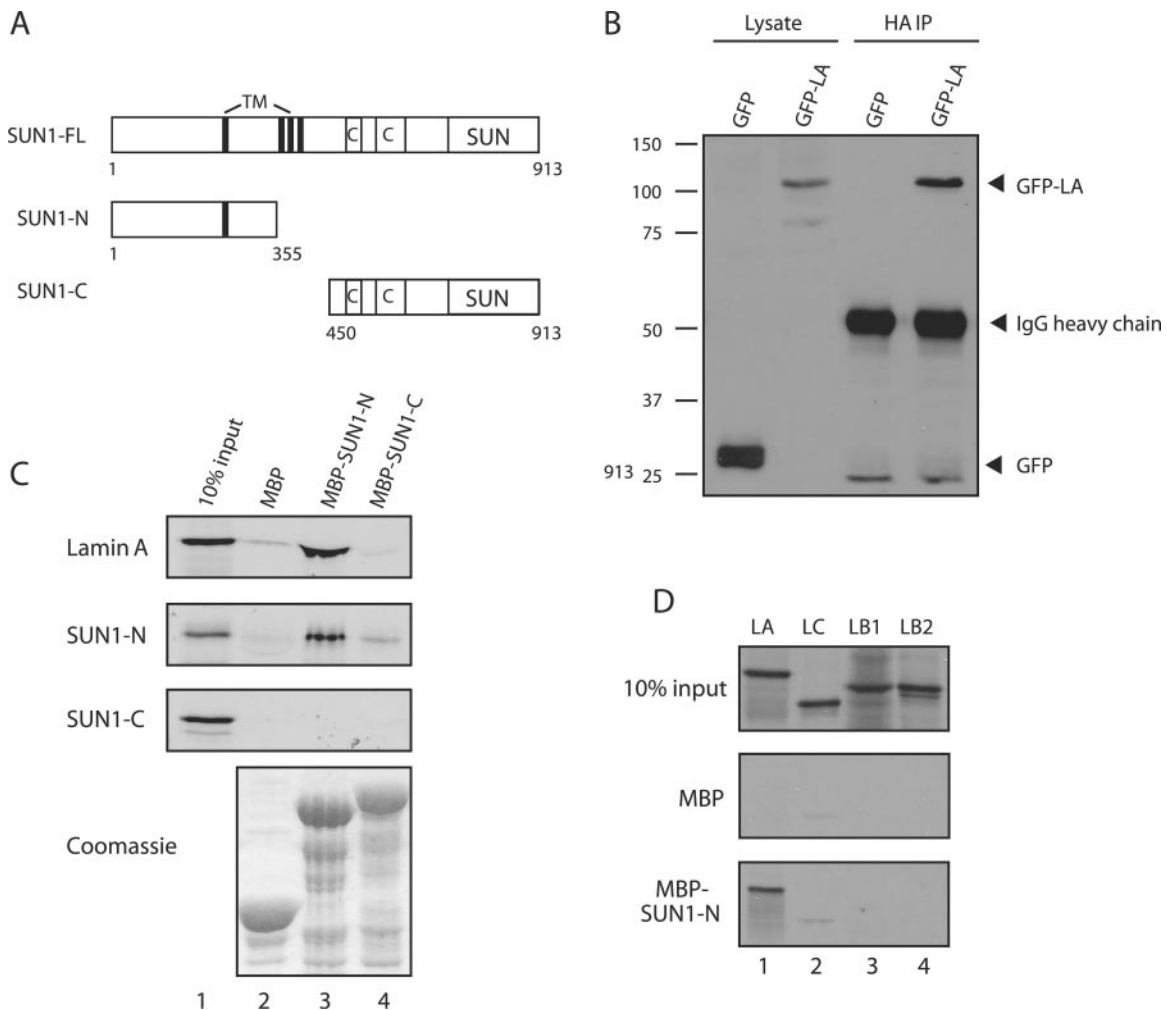 A
TM
SUN1-FL
C
C
SUN
1
913
SUN1-N
1
355
SUN1-C
C
C
SUN
450
913
B
Lysate
HA IP
GFP
GFP-LA
GFP
GFP-LA
150
100
75
50
37
913
25
GFP-LA
IgG heavy chain
GFP
C
10% input
MBP
MBP-SUN1-N
MBP-SUN1-C
Lamin A
SUN1-N
SUN1-C
Coomassie
1
2
3
4
D
LA
LC
LB1
LB2
10% input
MBP
MBP-
SUN1-N
1
2
3
4